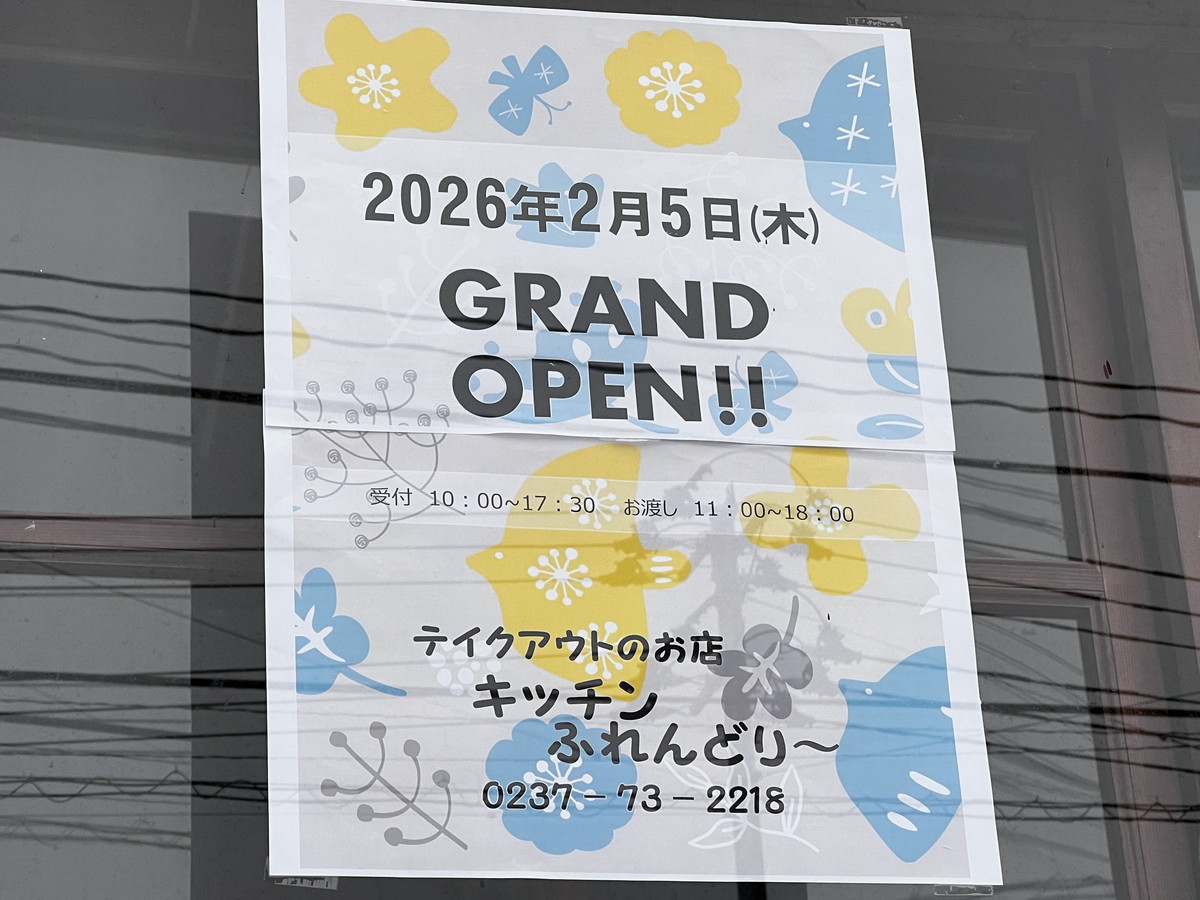 2026年2月5日(木)
GRAND
OPEN!!
受付 10:00~17:30 お渡し 11:00~18:00
テイクアウトのお店
キッチン
ふれんどり～
0237-73-2218